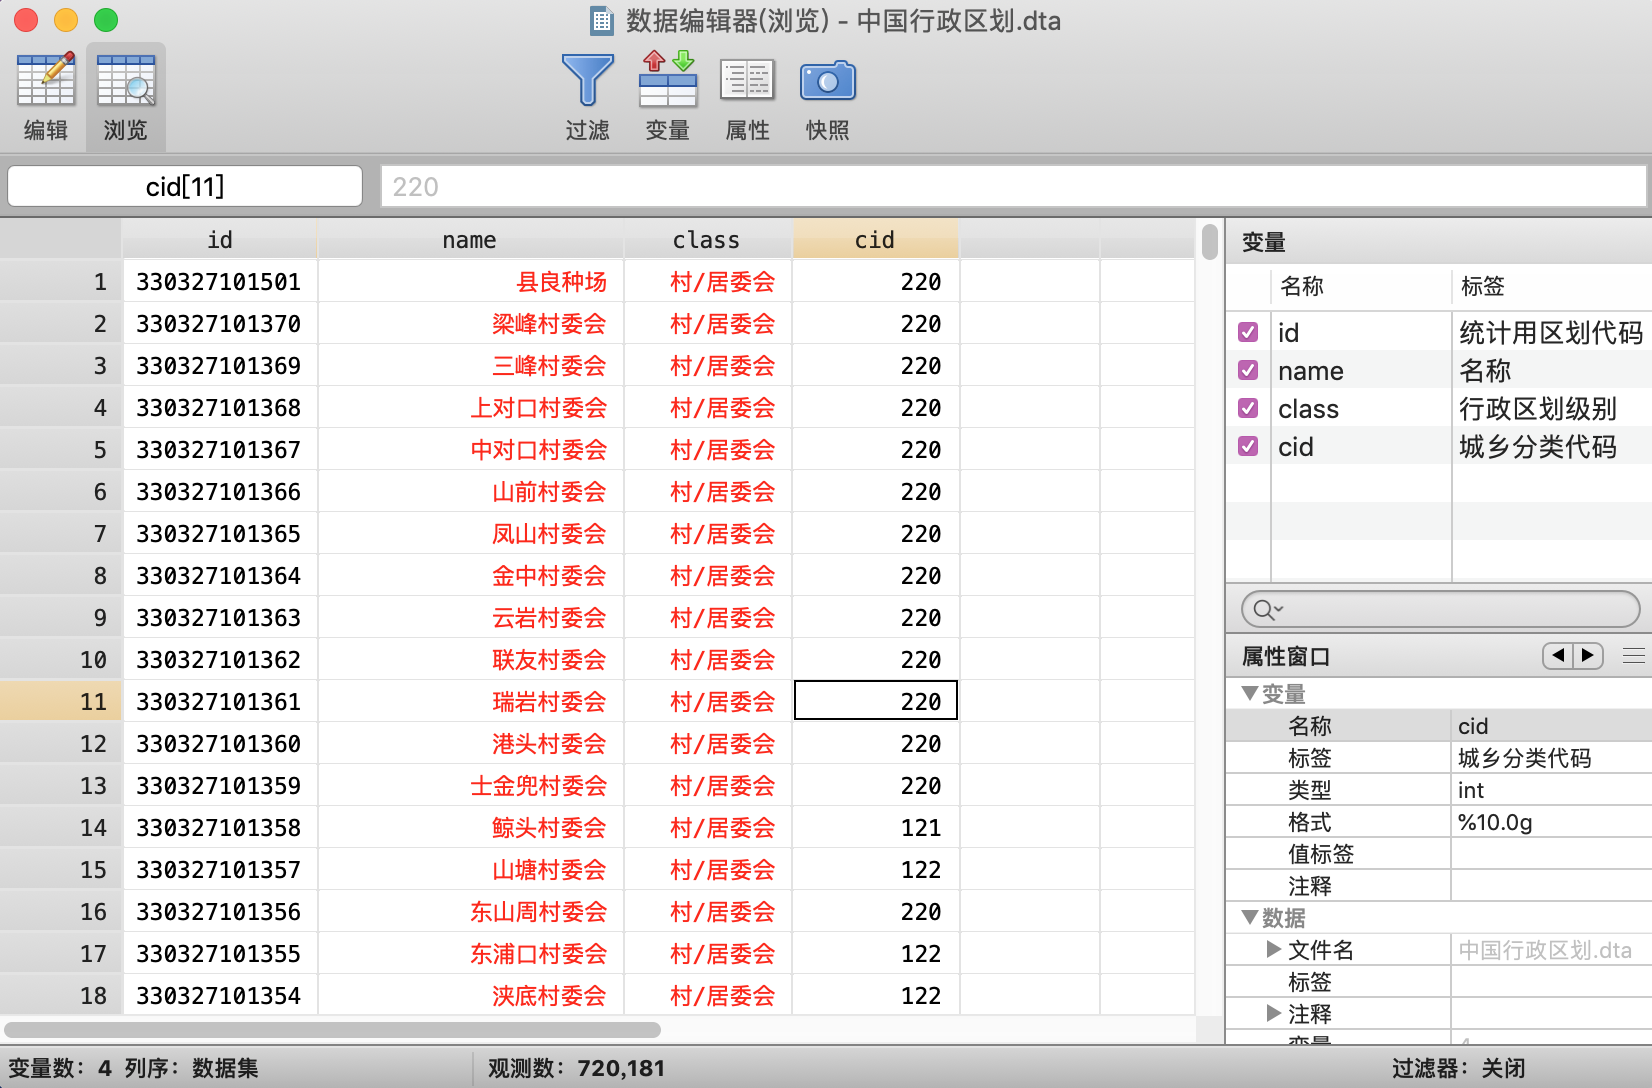 数据编辑器(浏览) - 中国行政区划.dta
编辑 浏览 过滤 变量 属性 快照
cid[11] 220
id name class cid
1 330327101501 县良种场 村/居委会 220
2 330327101370 梁峰村委会 村/居委会 220
3 330327101369 三峰村委会 村/居委会 220
4 330327101368 上对口村委会 村/居委会 220
5 330327101367 中对口村委会 村/居委会 220
6 330327101366 山前村委会 村/居委会 220
7 330327101365 凤山村委会 村/居委会 220
8 330327101364 金中村委会 村/居委会 220
9 330327101363 云岩村委会 村/居委会 220
10 330327101362 联友村委会 村/居委会 220
11 330327101361 瑞岩村委会 村/居委会 220
12 330327101360 港头村委会 村/居委会 220
13 330327101359 士金兜村委会 村/居委会 220
14 330327101358 鲸头村委会 村/居委会 121
15 330327101357 山塘村委会 村/居委会 122
16 330327101356 东山周村委会 村/居委会 220
17 330327101355 东浦口村委会 村/居委会 122
18 330327101354 浃底村委会 村/居委会 122
变量
名称 标签
id 统计用区划代码
name 名称
class 行政区划级别
cid 城乡分类代码
属性窗口
变量
名称 cid
标签 城乡分类代码
类型 int
格式 %10.0g
值标签
注释
数据
文件名 中国行政区划.dta
标签
注释
变量 4
变量数：4 列序：数据集 观测数：720,181 过滤器：关闭